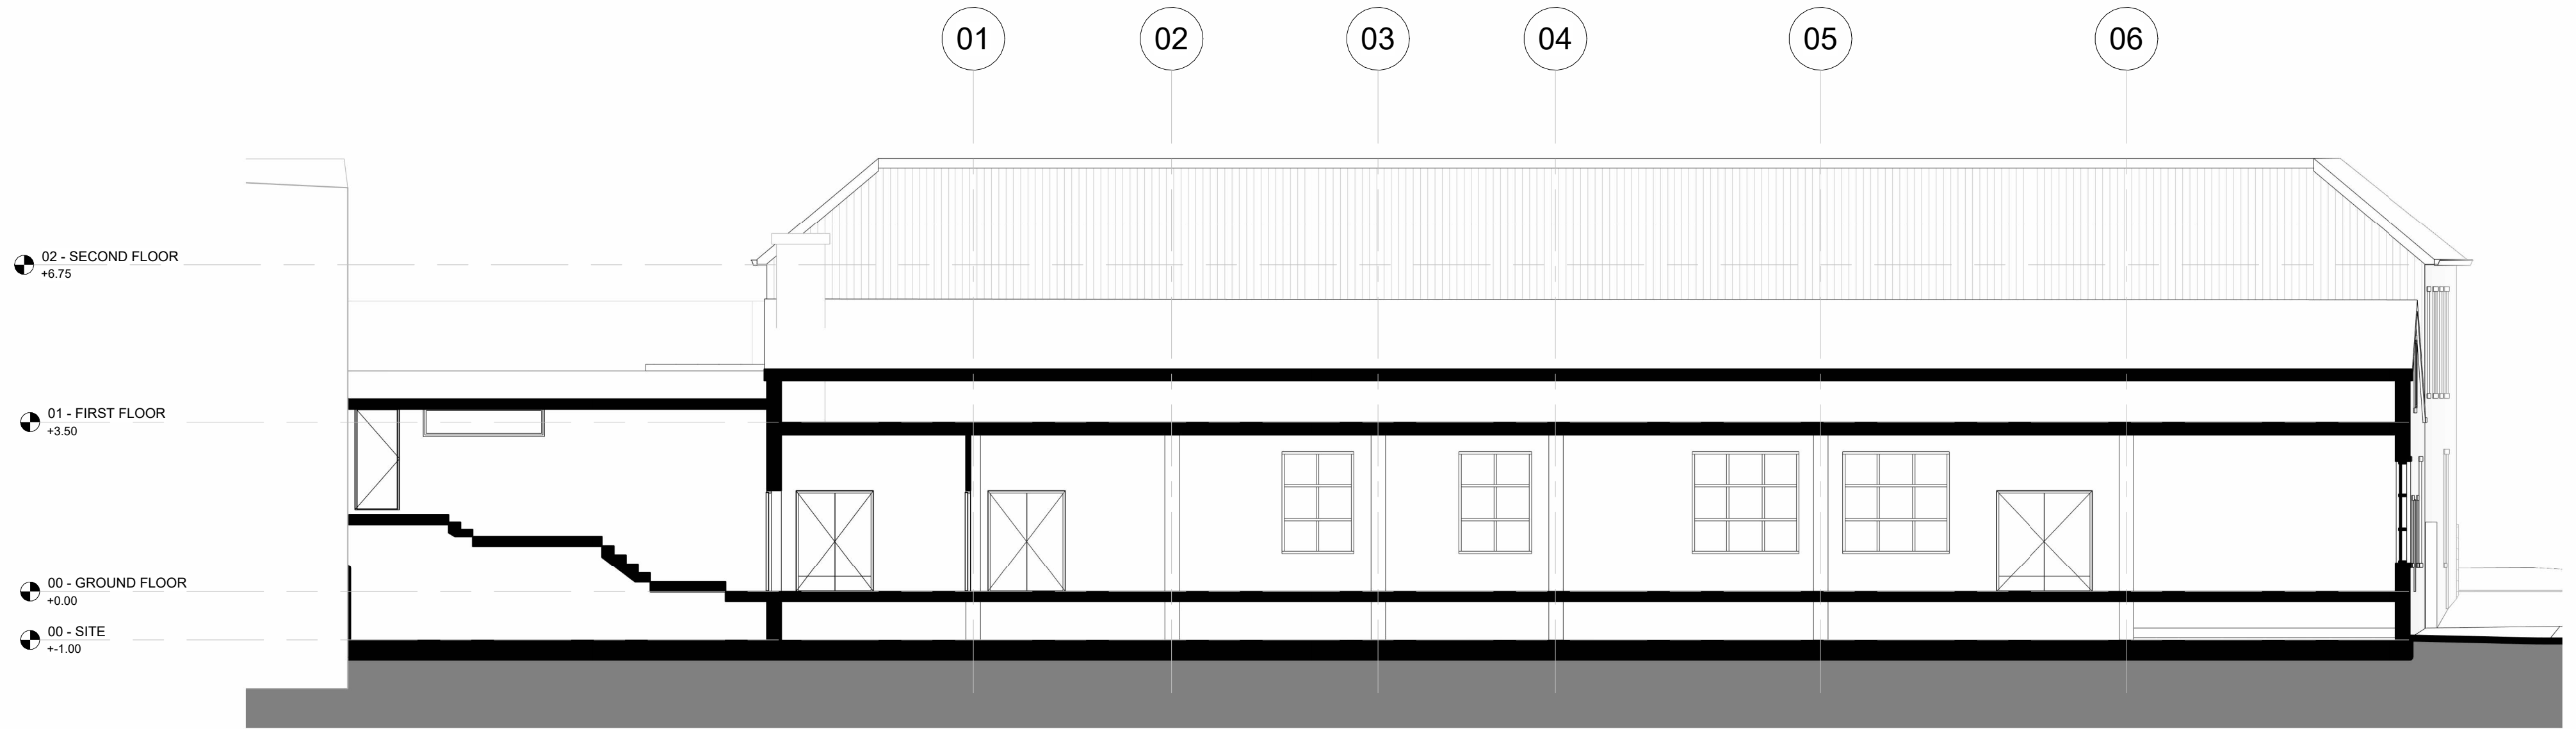 01
02
03
04
05
06
02 - SECOND FLOOR
+6.75
01 - FIRST FLOOR
+3.50
00 - GROUND FLOOR
+0.00
00 - SITE
+-1.00